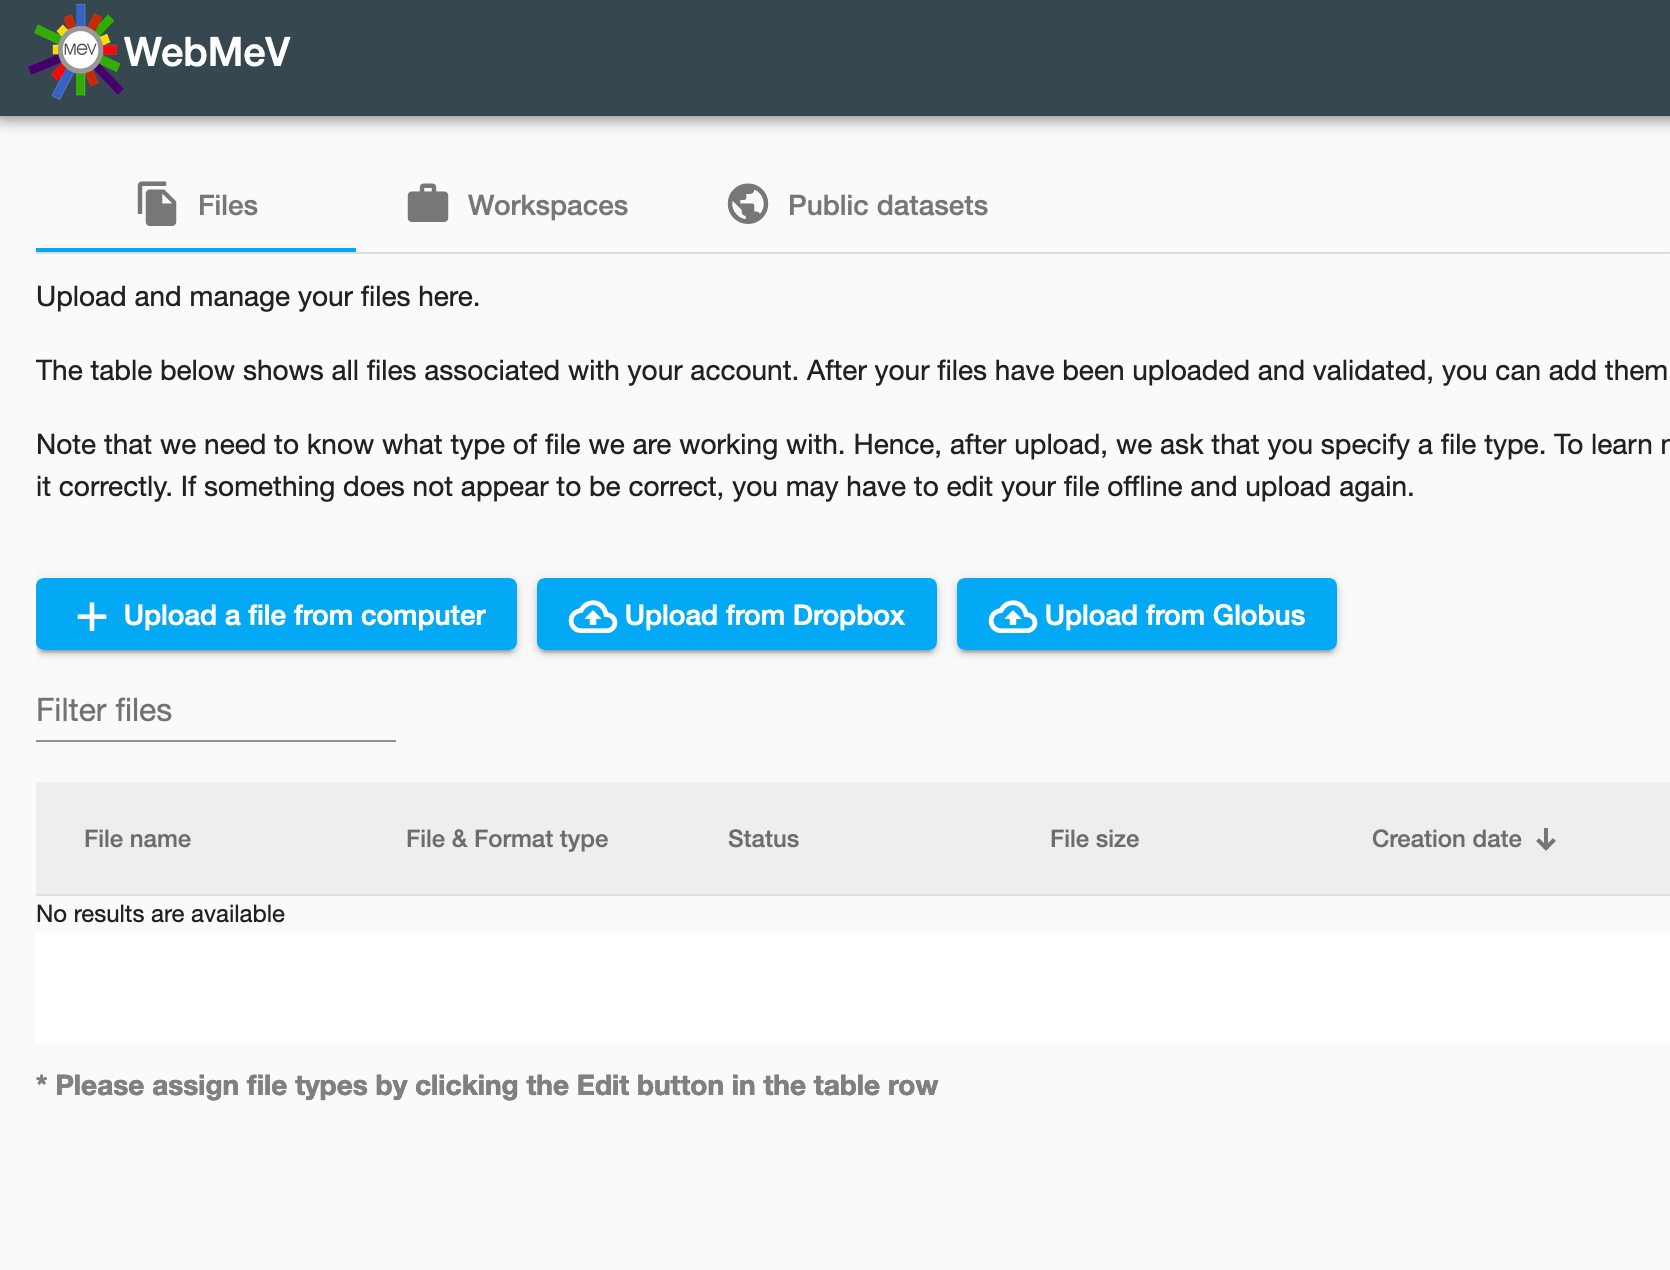 MeV WebMeV
Files Workspaces Public datasets
Upload and manage your files here.
The table below shows all files associated with your account. After your files have been uploaded and validated, you can add them
Note that we need to know what type of file we are working with. Hence, after upload, we ask that you specify a file type. To learn
it correctly. If something does not appear to be correct, you may have to edit your file offline and upload again.
Upload a file from computer Upload from Dropbox Upload from Globus
Filter files
File name File & Format type Status File size Creation date
No results are available
* Please assign file types by clicking the Edit button in the table row